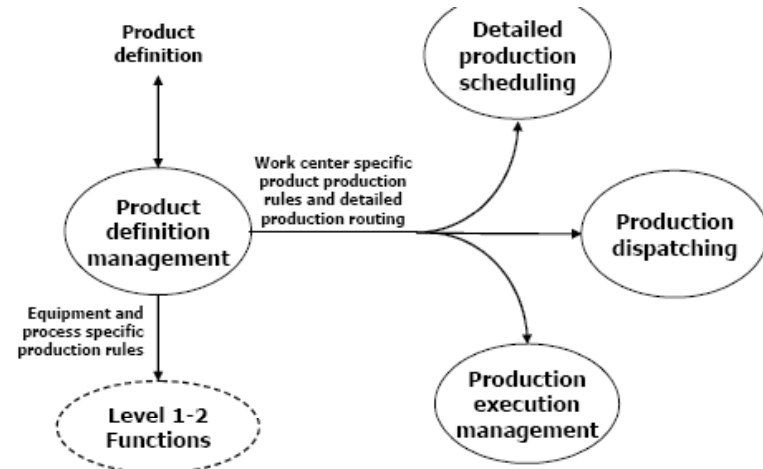 Product
definition
Detailed
production
scheduling
Work center specific
product production
rules and detailed
production routing
Product
definition
management
Production
dispatching
Equipment and
process specific
production rules
Level 1-2
Functions
Production
execution
management